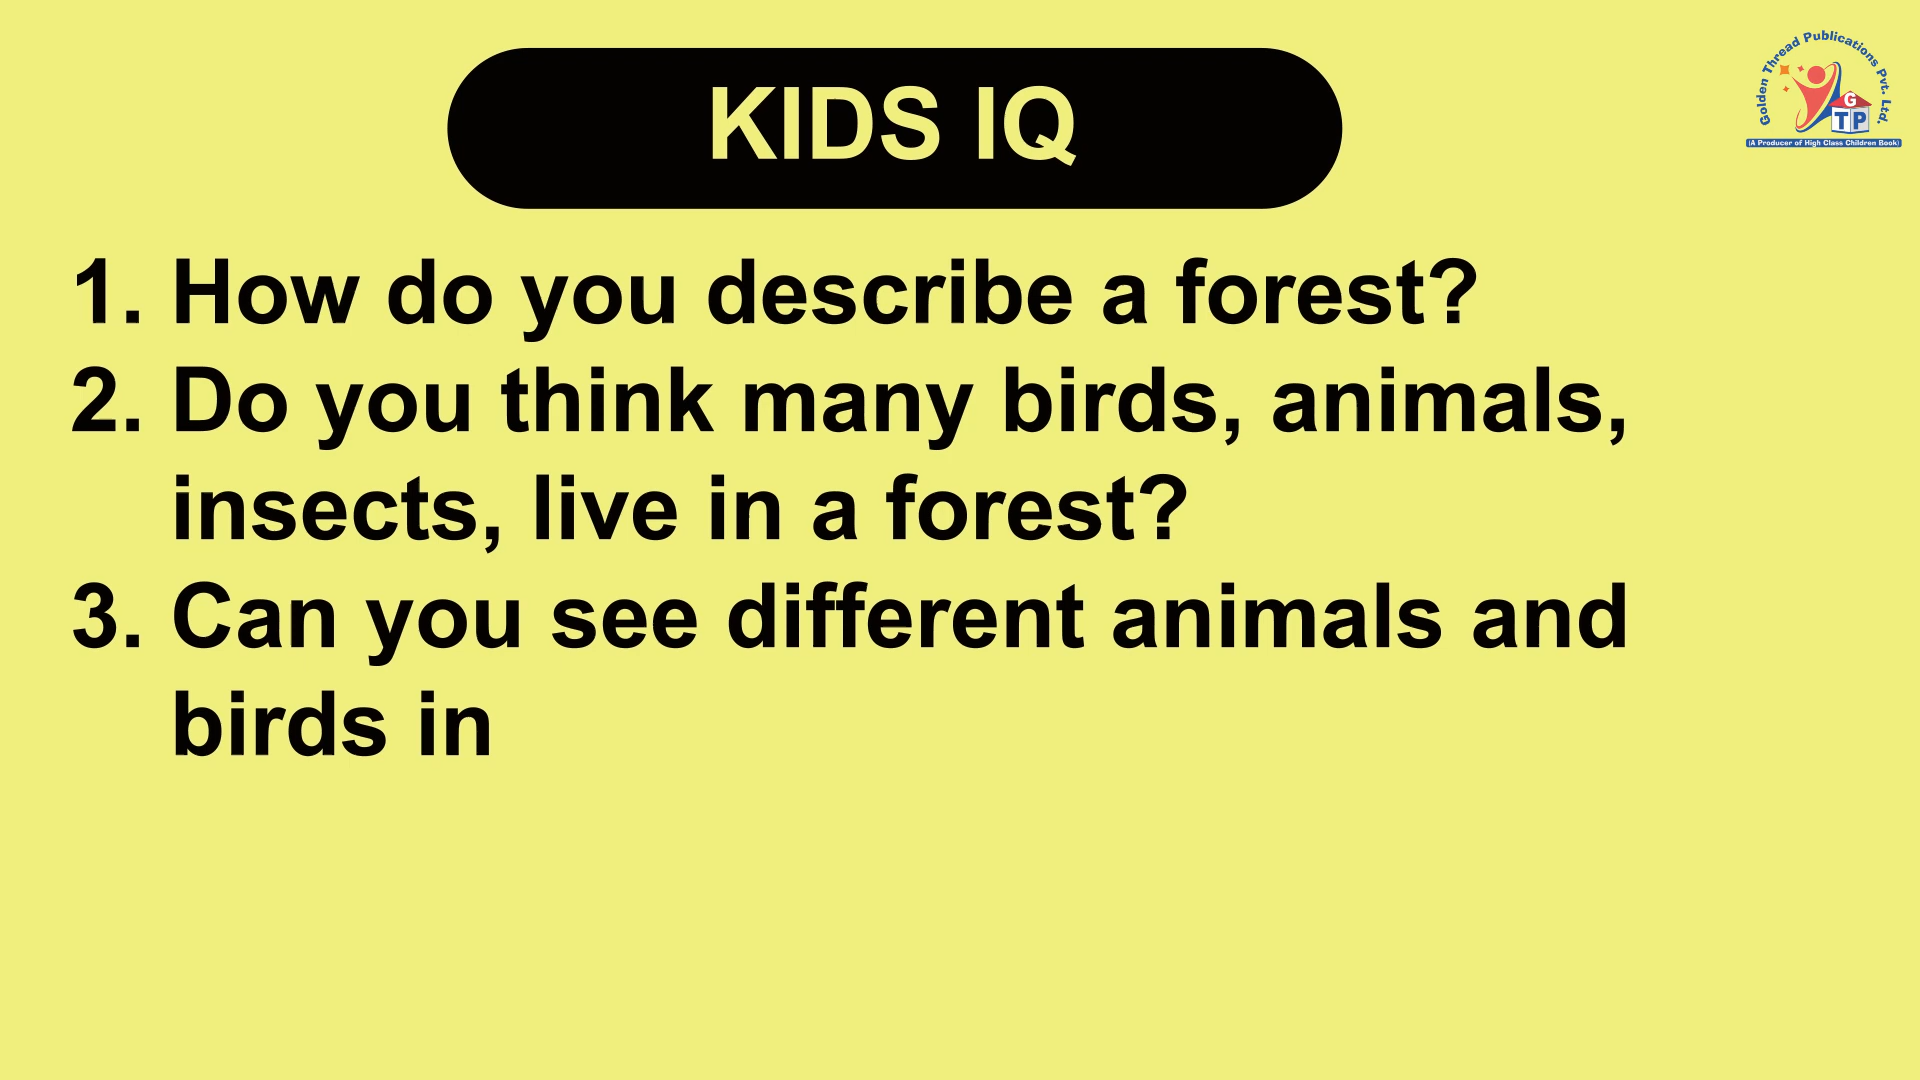 KIDS IQ
Golden Thread Publications Pvt. Ltd.
G
TP
(A Producer of High Class Children Book)
1. How do you describe a forest?
2. Do you think many birds, animals,
insects, live in a forest?
3. Can you see different animals and
birds in